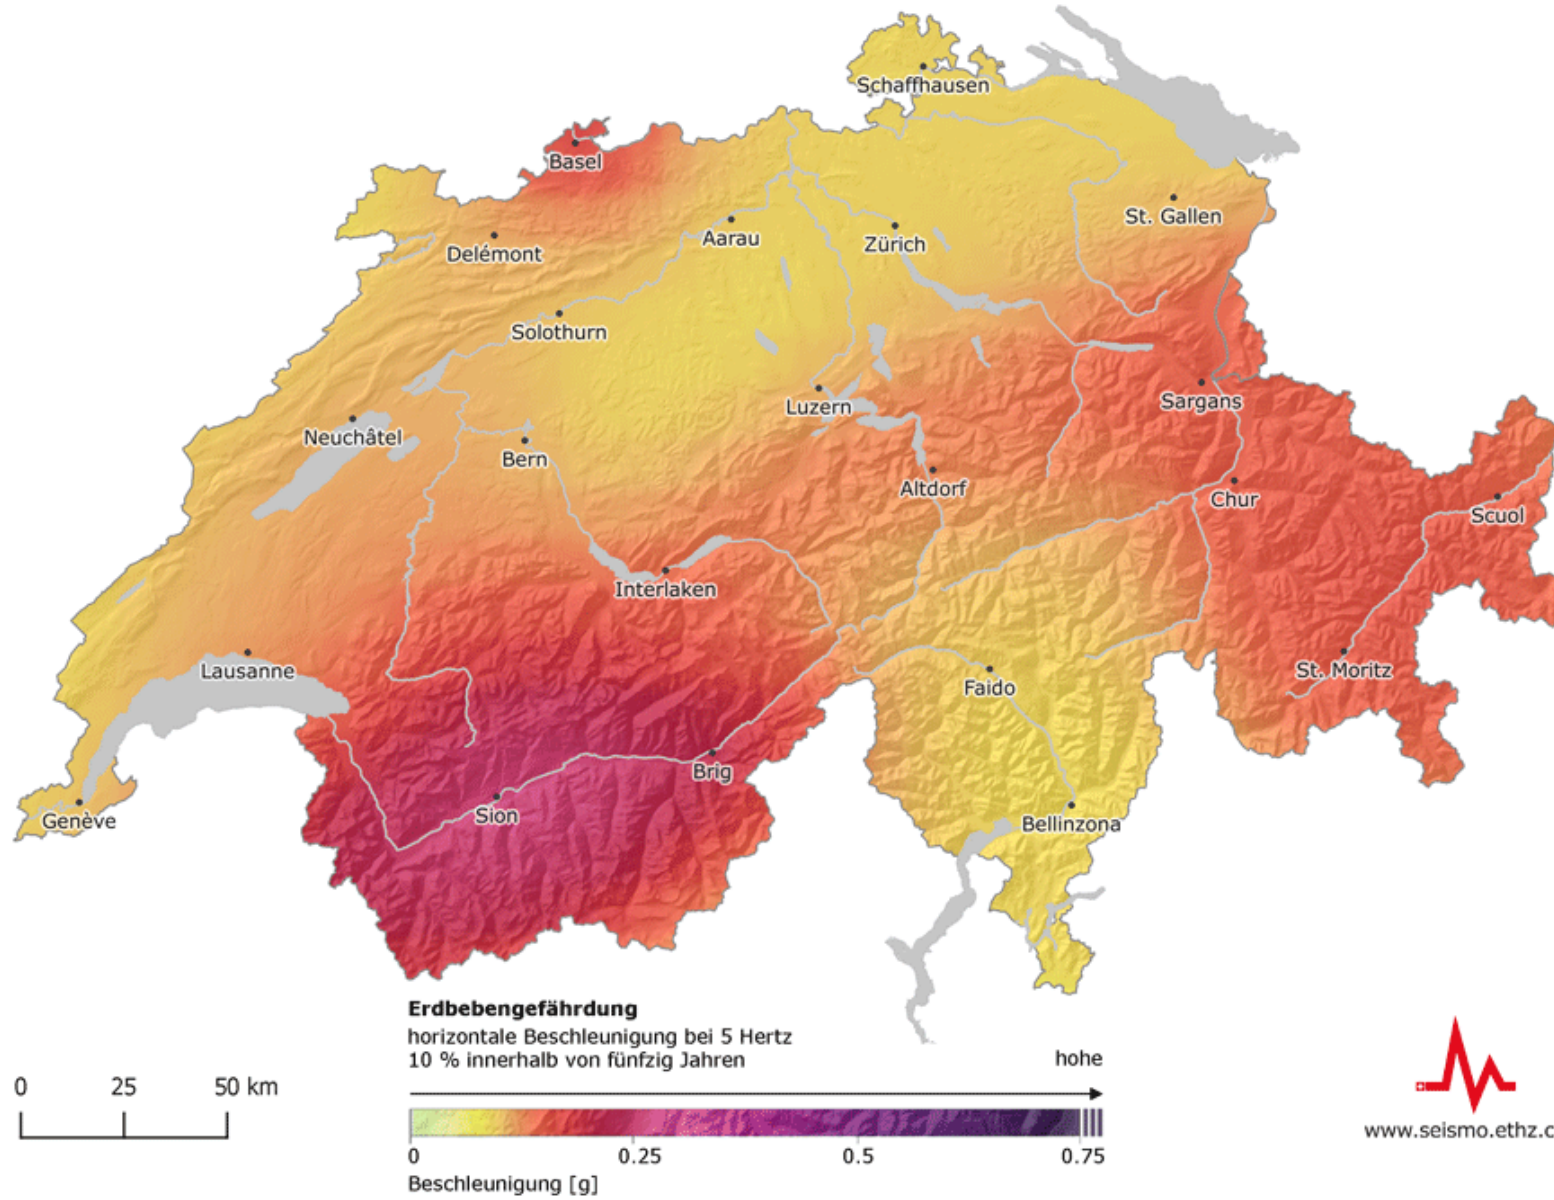 Schaffhausen
Basel
St. Gallen
Aarau
Zürich
Delémont
Solothurn
Luzern
Sargans
Neuchâtel
Bern
Altdorf
Chur
Scuol
Interlaken
Lausanne
St. Moritz
Faido
Brig
Sion
Genève
Bellinzona
Erdbebengefährdung
horizontale Beschleunigung bei 5 Hertz
10 % innerhalb von fünfzig Jahren
hohe
0 25 50 km
0 0.25 0.5 0.75
Beschleunigung [g]
www.seismo.ethz.c